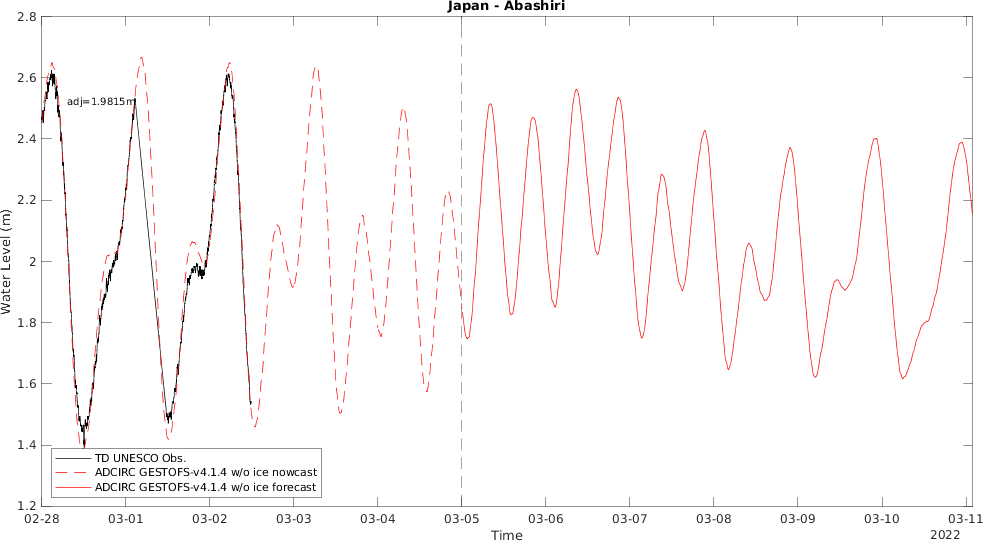 Japan - Abashiri
2.8
2.6
2.4
2.2
2
1.8
1.6
1.4
1.2
Water Level (m)
adj=1.9815m
TD UNESCO Obs.
ADCIRC GESTOFS-v4.1.4 w/o ice nowcast
ADCIRC GESTOFS-v4.1.4 w/o ice forecast
02-28 03-01 03-02 03-03 03-04 03-05 03-06 03-07 03-08 03-09 03-10 03-11
Time
2022